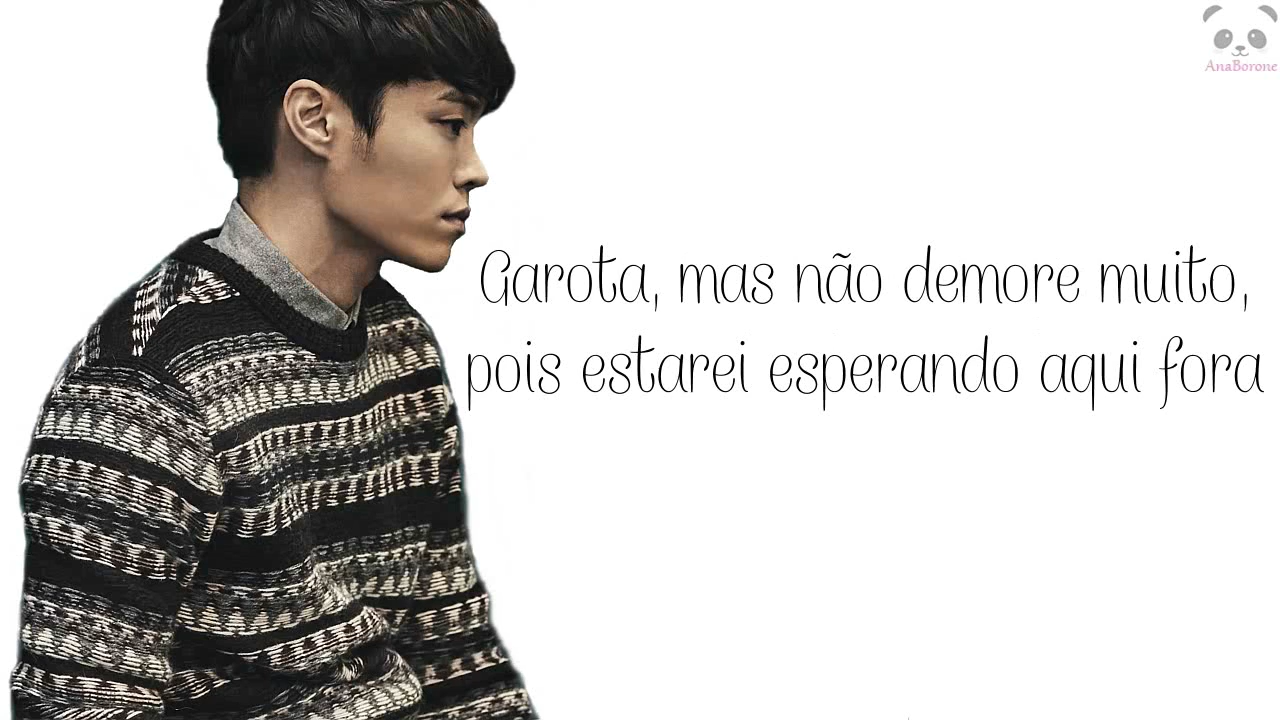 AnaBorone
Garota, mas não demore muito,
pois estarei esperando aqui fora